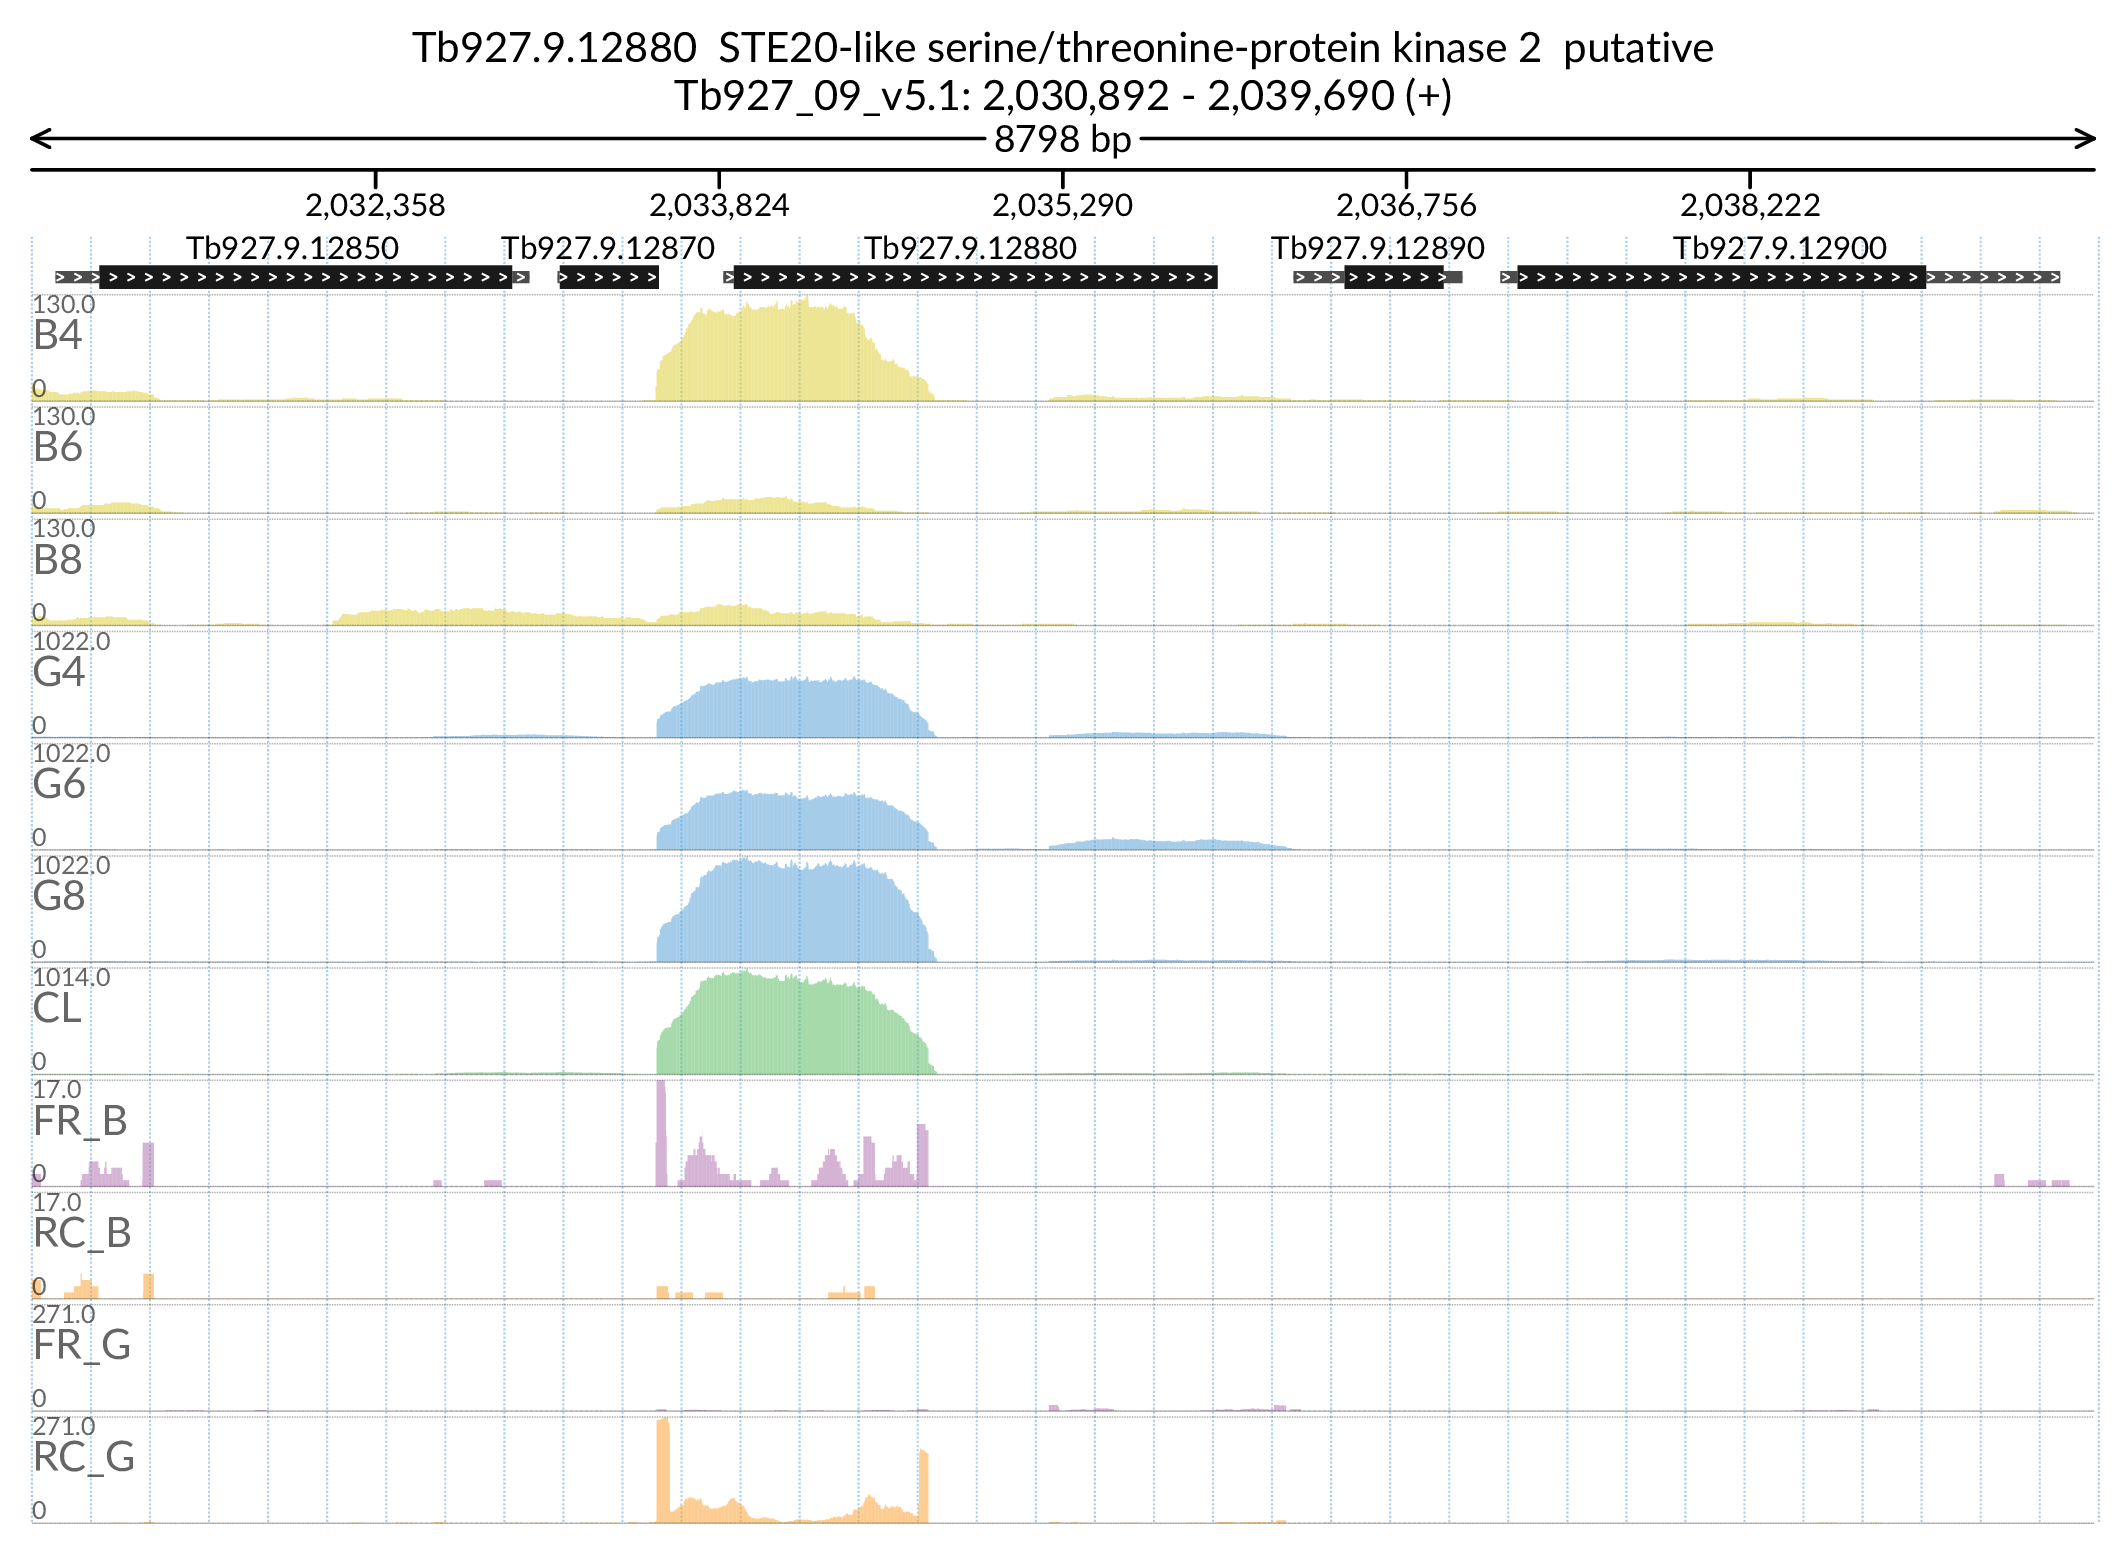 Tb927.9.12880 STE20-like serine/threonine-protein kinase 2 putative
Tb927_09_v5.1: 2,030,892 - 2,039,690 (+)
8798 bp
2,032,358 2,033,824 2,035,290 2,036,756 2,038,222
Tb927.9.12850 Tb927.9.12870 Tb927.9.12880 Tb927.9.12890 Tb927.9.12900
130.0
B4
0
130.0
B6
0
130.0
B8
0
1022.0
G4
0
1022.0
G6
0
1022.0
G8
0
1014.0
CL
0
17.0
FR_B
0
17.0
RC_B
0
271.0
FR_G
0
271.0
RC_G
0